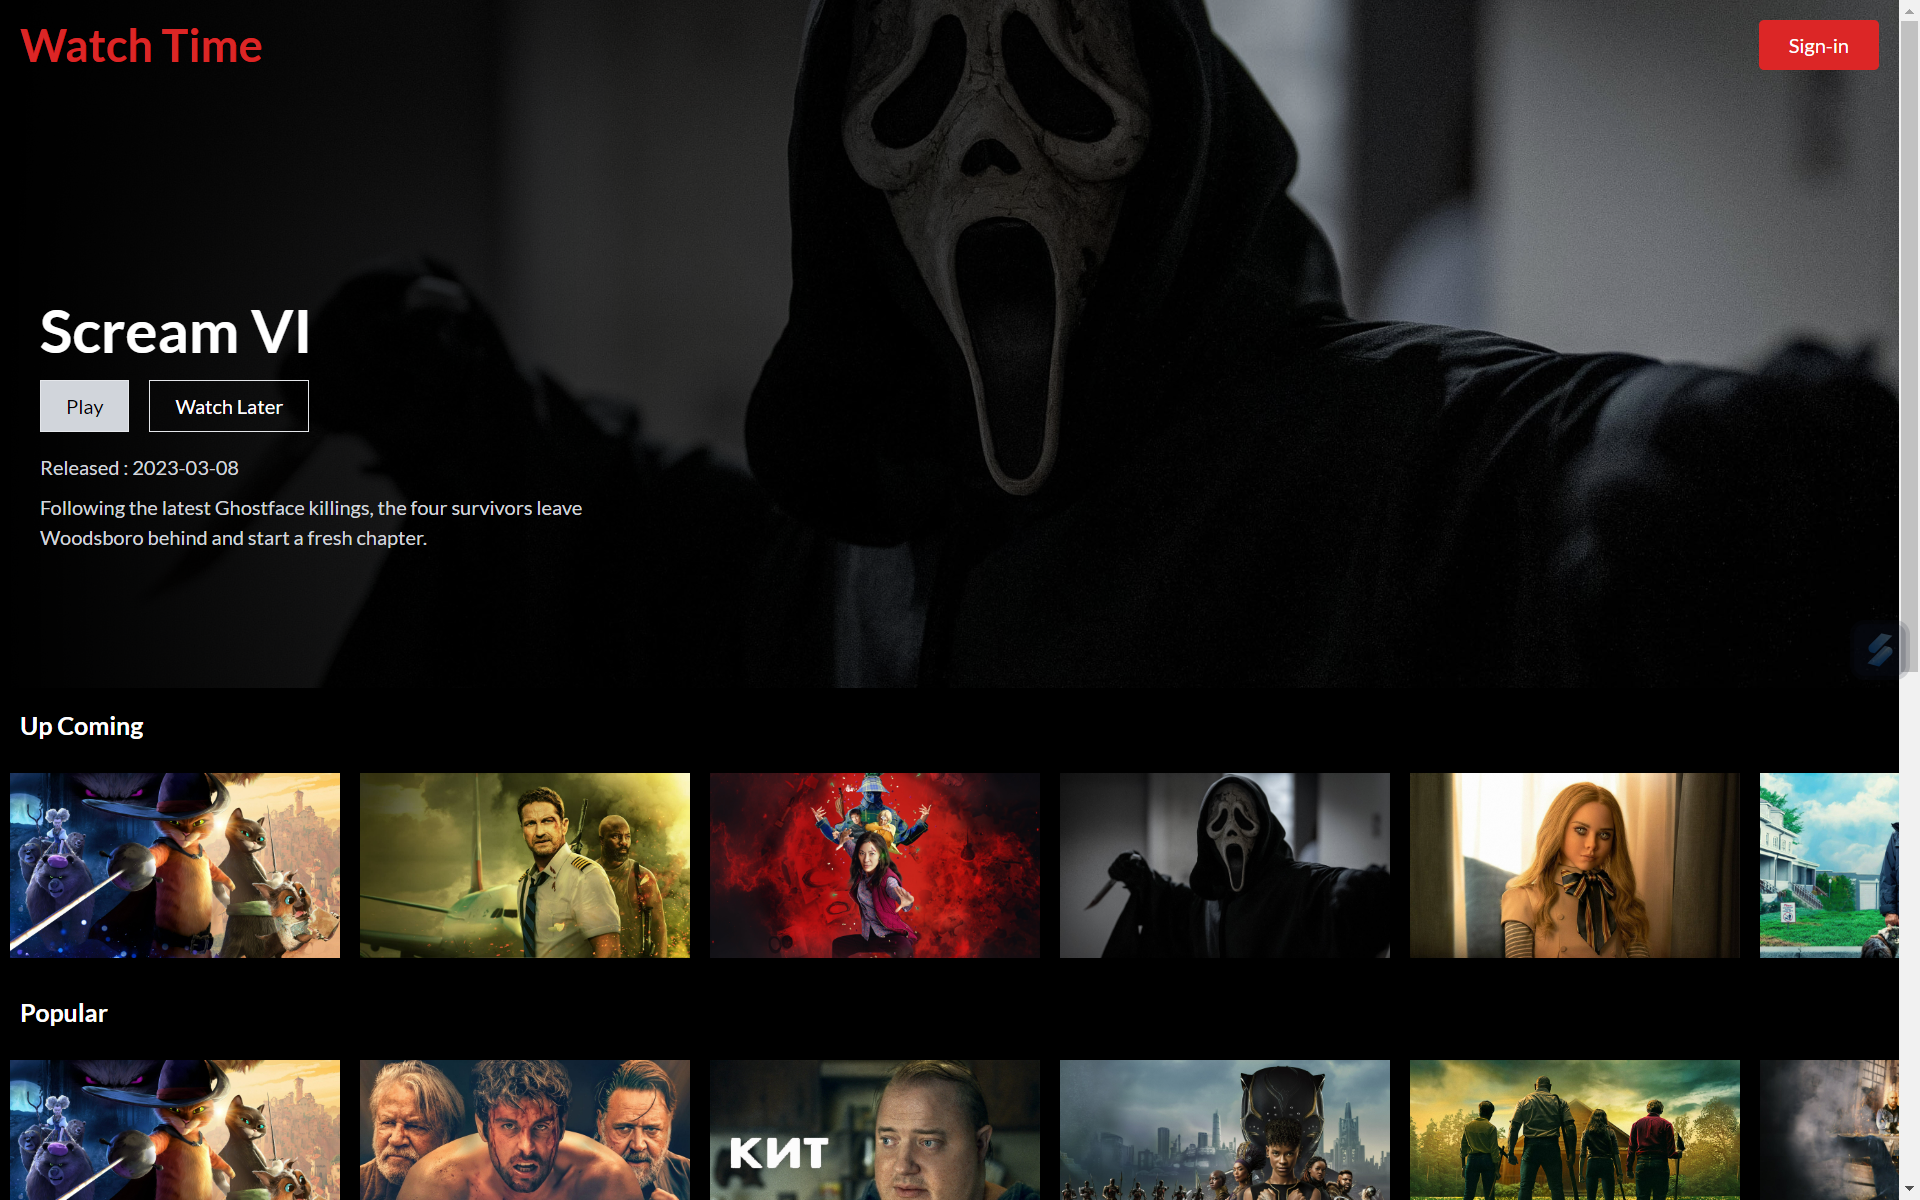 Watch Time
Sign-in
Scream VI
Play
Watch Later
Released : 2023-03-08
Following the latest Ghostface killings, the four survivors leave
Woodsboro behind and start a fresh chapter.
Up Coming
Popular
КИТ